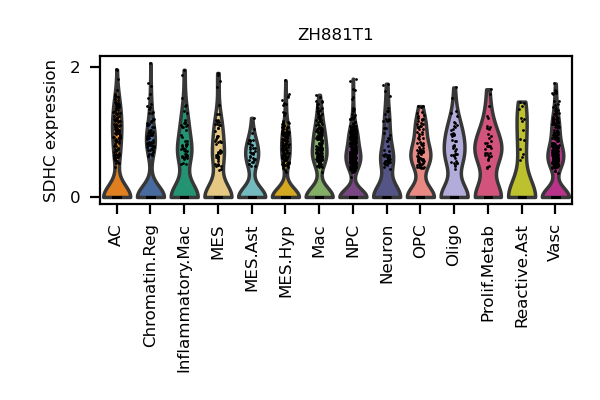 ZH881T1
SDHC expression
2
0
AC
Chromatin.Reg
Inflammatory.Mac
MES
MES.Ast
MES.Hyp
Mac
NPC
Neuron
OPC
Oligo
Prolif.Metab
Reactive.Ast
Vasc